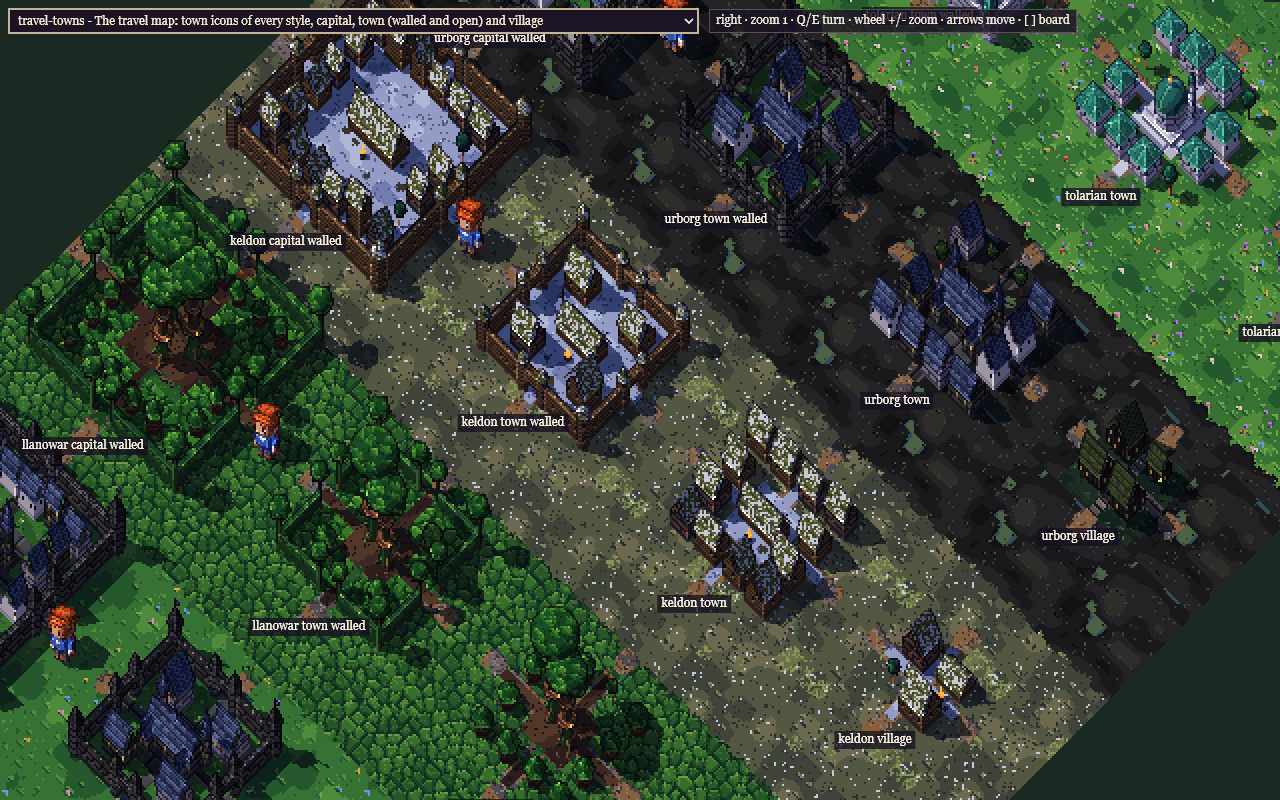 travel-towns - The travel map: town icons of every style, capital, town (walled and open) and village
right · zoom 1 · Q/E turn · wheel +/- zoom · arrows move · [ ] board
urborg capital walled
tolarian town
urborg town walled
keldon capital walled
tolarian
urborg town
keldon town walled
llanowar capital walled
urborg village
keldon town
llanowar town walled
keldon village